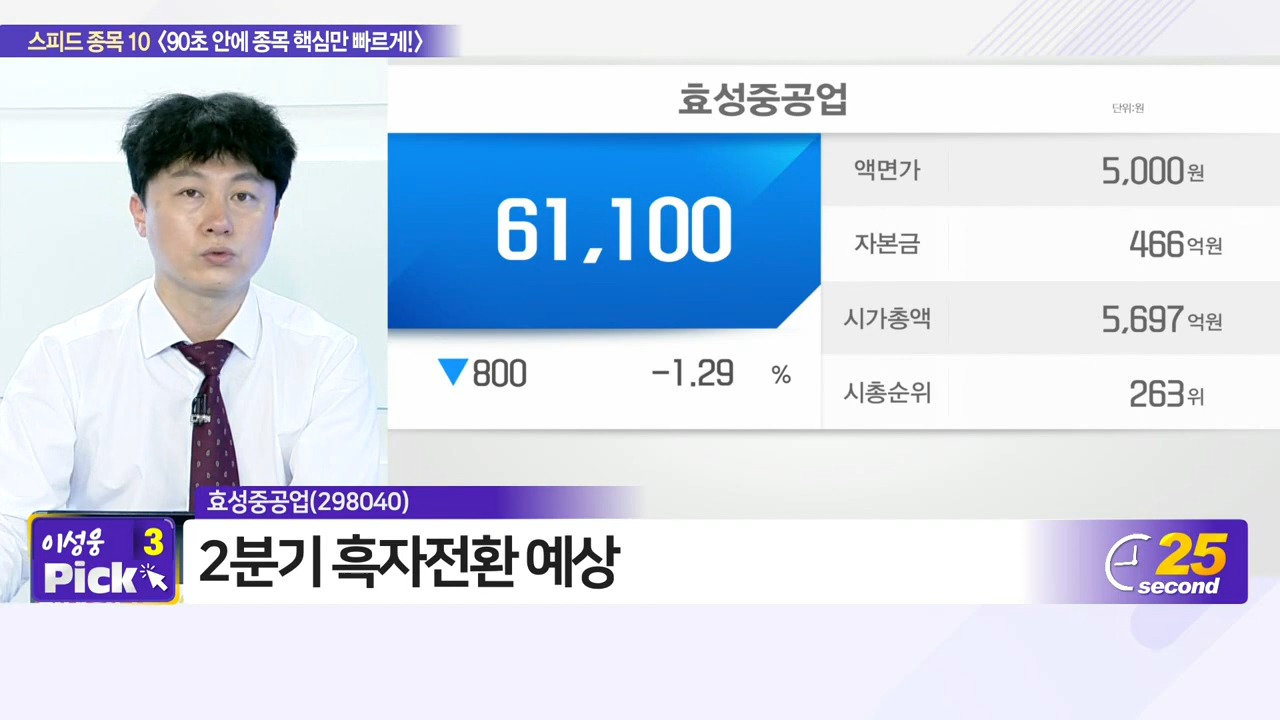 스피드 종목 10 <90초 안에 종목 핵심만 빠르게!>
효성중공업
단위:원
61,100
▼800 -1.29 %
액면가 5,000원
자본금 466억원
시가총액 5,697억원
시총순위 263위
효성중공업(298040)
이성웅 3
Pick
2분기 흑자전환 예상
25
second